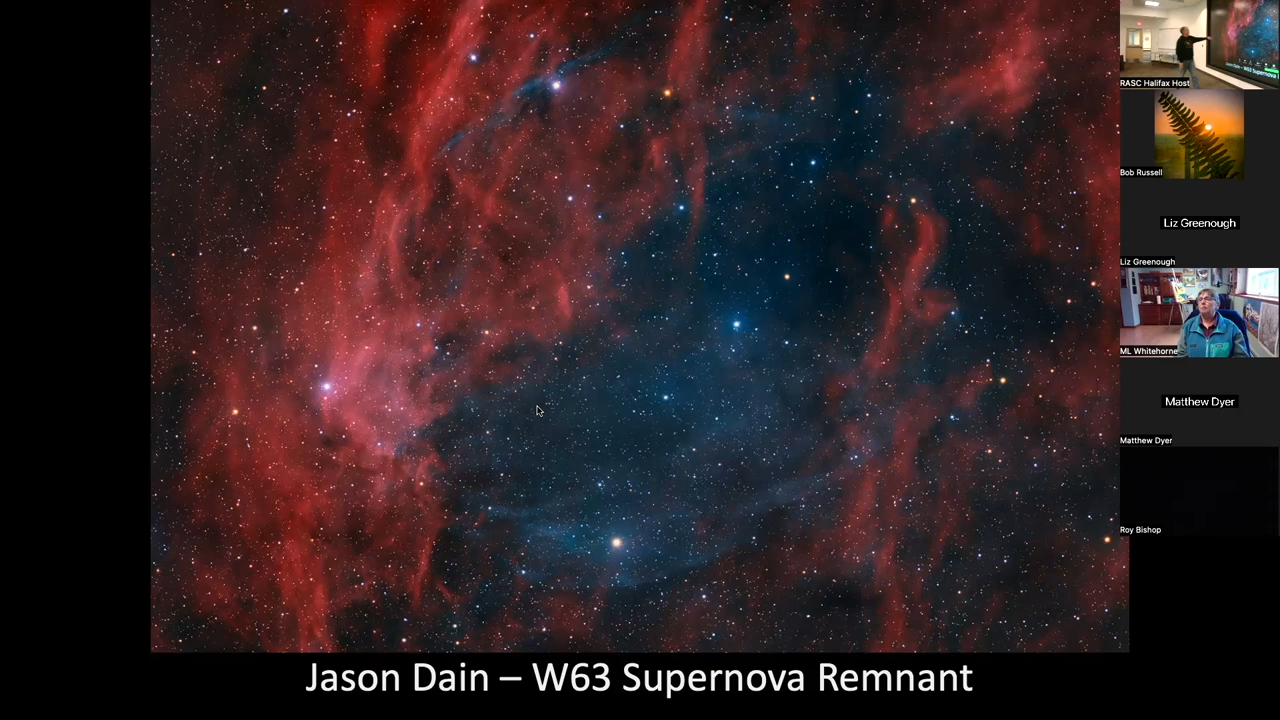 RASC Halifax Host
Bob Russell
Liz Greenough
Liz Greenough
ML Whitehorne
Matthew Dyer
Matthew Dyer
Roy Bishop
Jason Dain – W63 Supernova Remnant